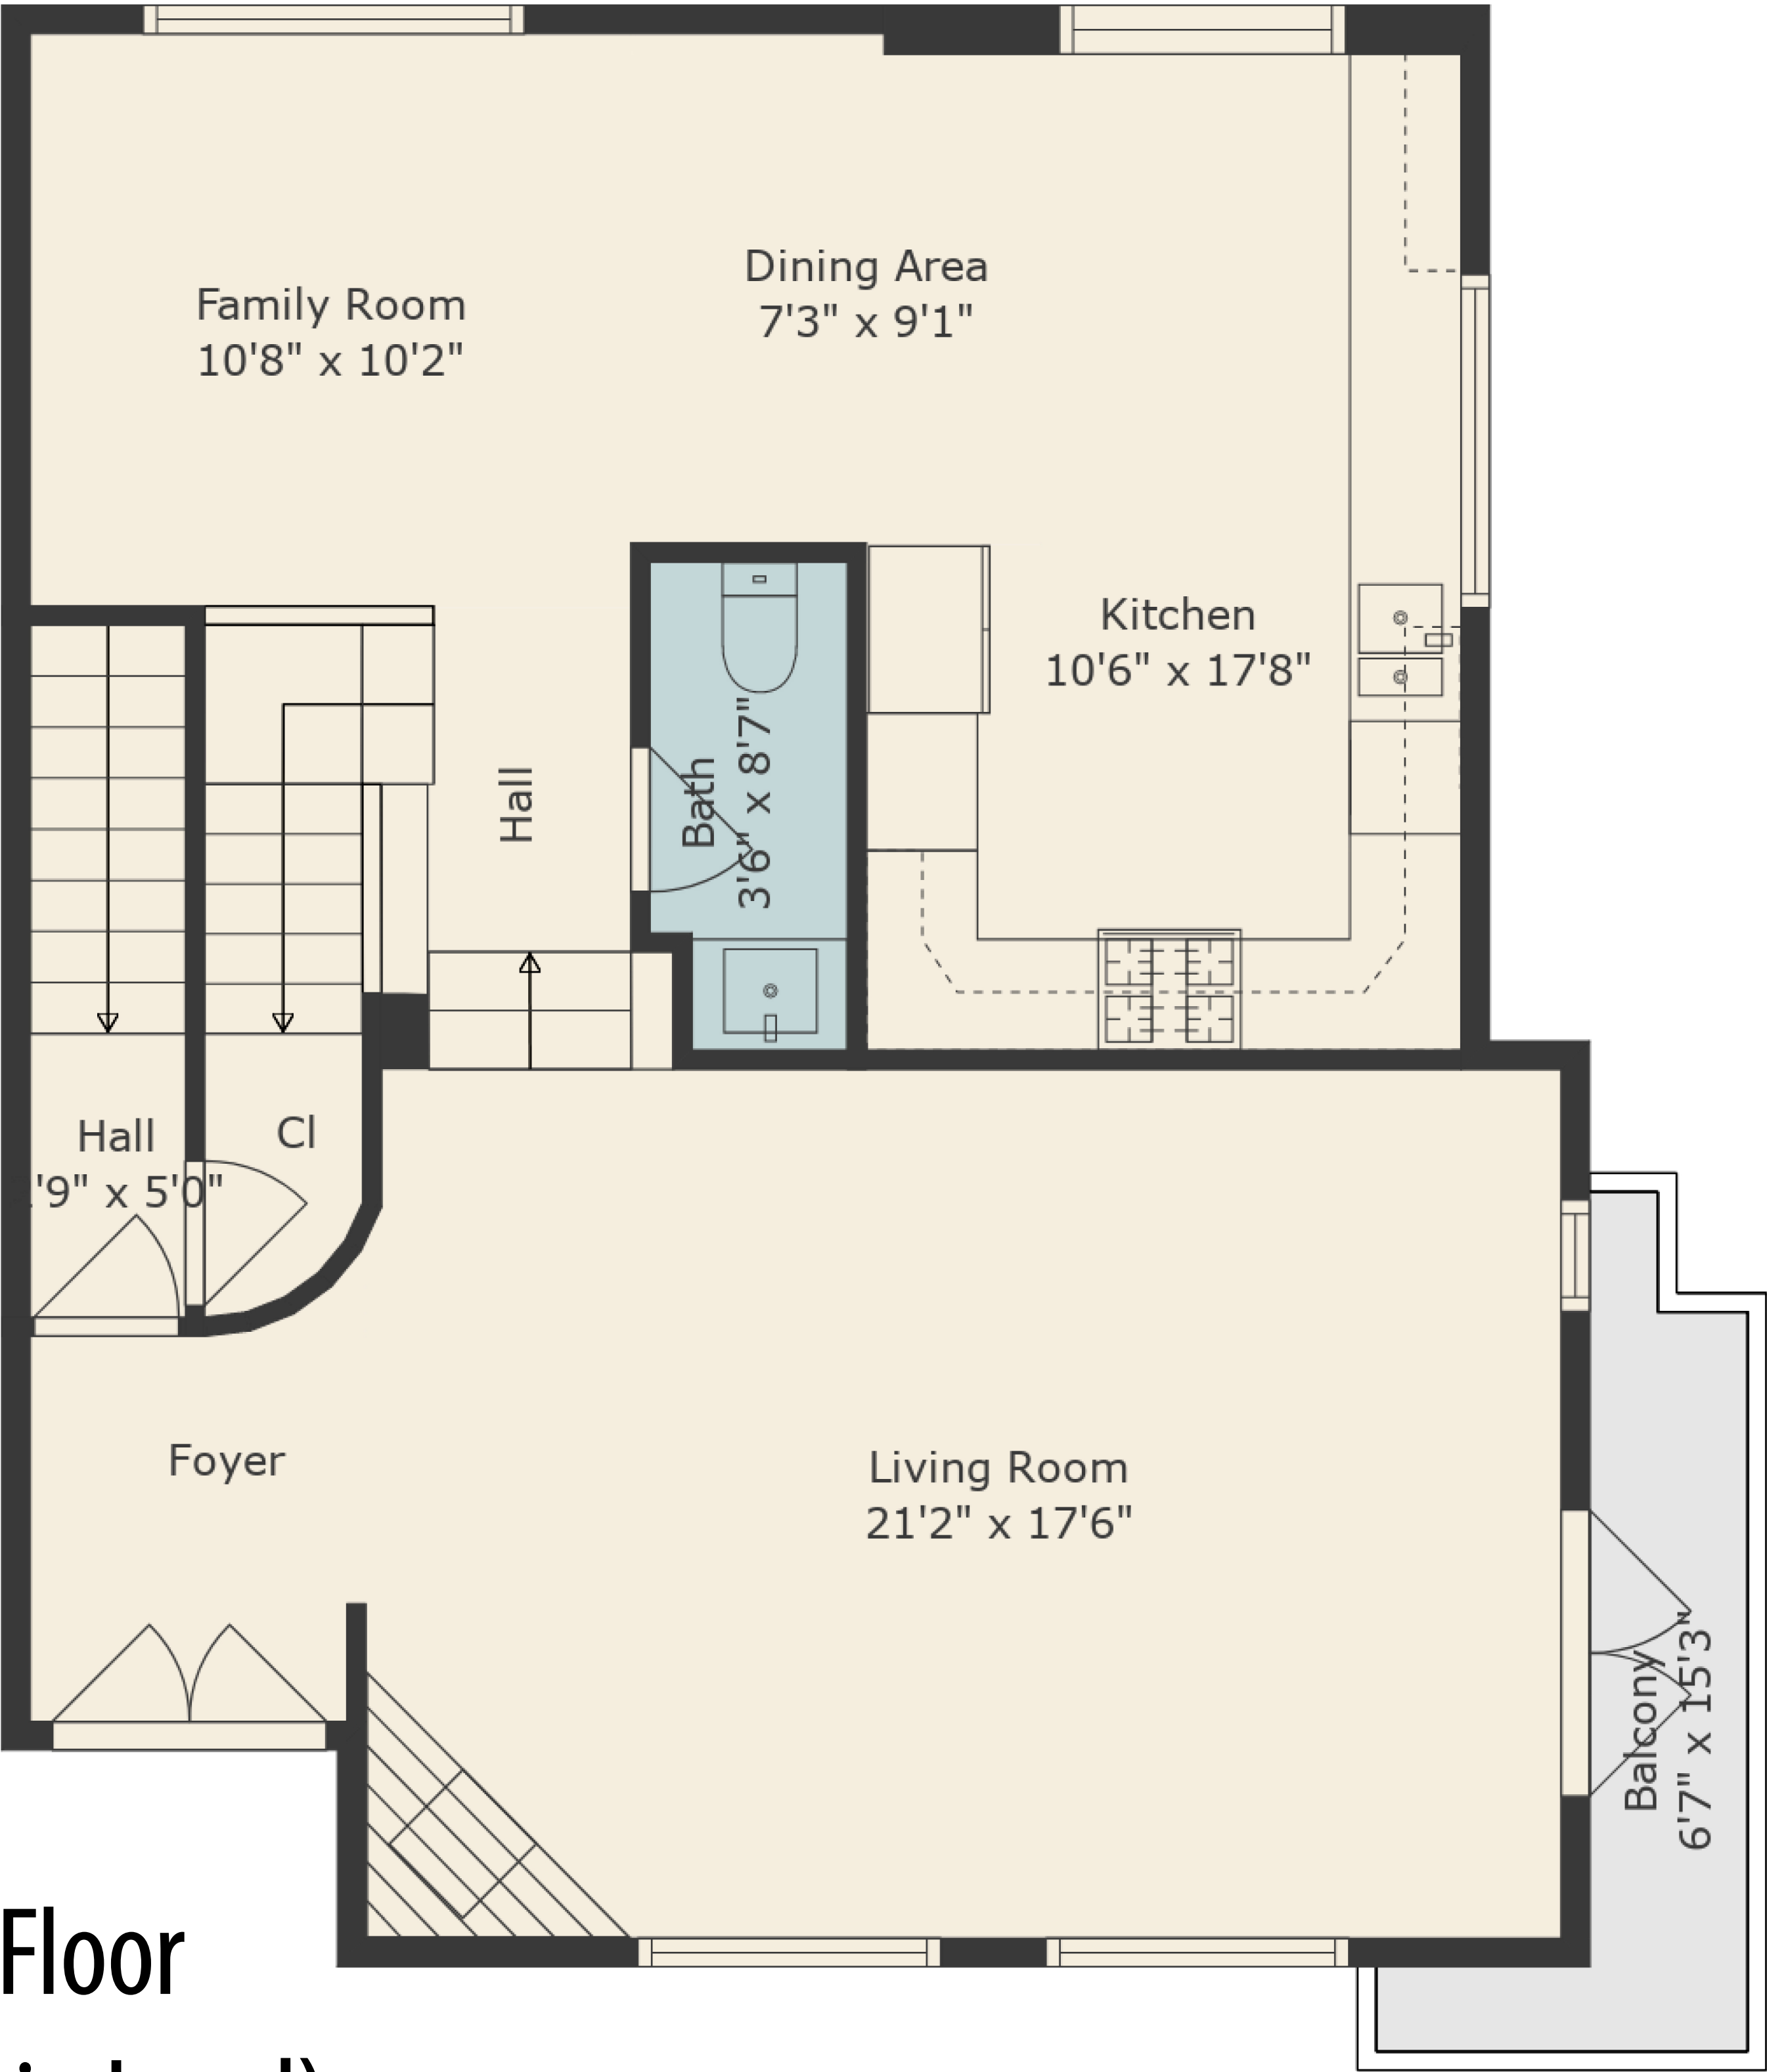 Dining Area
7'3" x 9'1"
Family Room
10'8" x 10'2"
Kitchen
10'6" x 17'8"
Hall
Bath
3'6" x 8'7"
Hall
'9" x 5'0"
Cl
Foyer
Living Room
21'2" x 17'6"
Balcony
6'7" x 15'3"
Floor